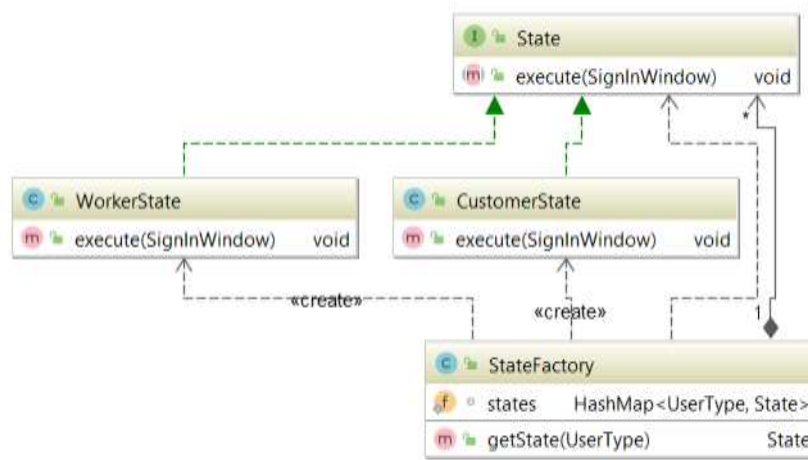 I State
m execute(SignInWindow) void
*
C WorkerState
m execute(SignInWindow) void
C CustomerState
m execute(SignInWindow) void
«create»
«create»
1
C StateFactory
f states HashMap<UserType, State>
m getState(UserType) State